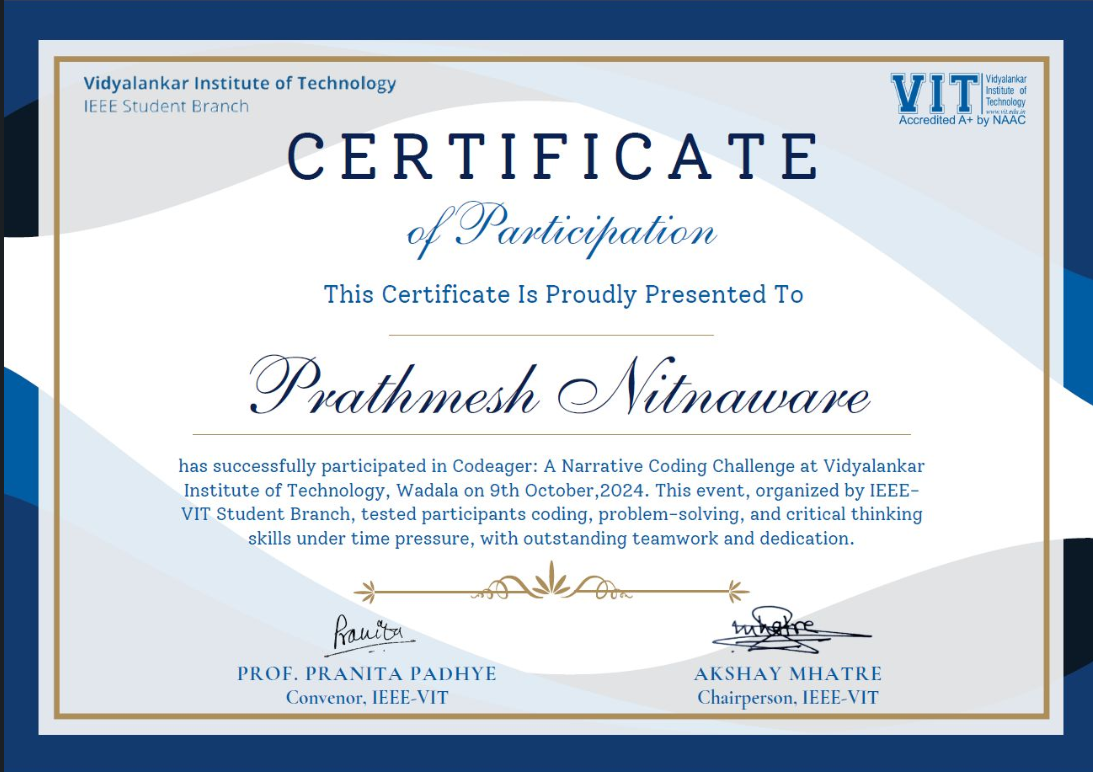 Vidyalankar Institute of Technology
IEEE Student Branch
VIT
Vidyalankar
Institute of
Technology
www.vit.edu.in
Accredited A+ by NAAC
CERTIFICATE
of Participation
This Certificate Is Proudly Presented To
Prathmesh Nitnaware
has successfully participated in Codeager: A Narrative Coding Challenge at Vidyalankar
Institute of Technology, Wadala on 9th October,2024. This event, organized by IEEE-
VIT Student Branch, tested participants coding, problem-solving, and critical thinking
skills under time pressure, with outstanding teamwork and dedication.
Pranita
mhatre
PROF. PRANITA PADHYE
Convenor, IEEE-VIT
AKSHAY MHATRE
Chairperson, IEEE-VIT